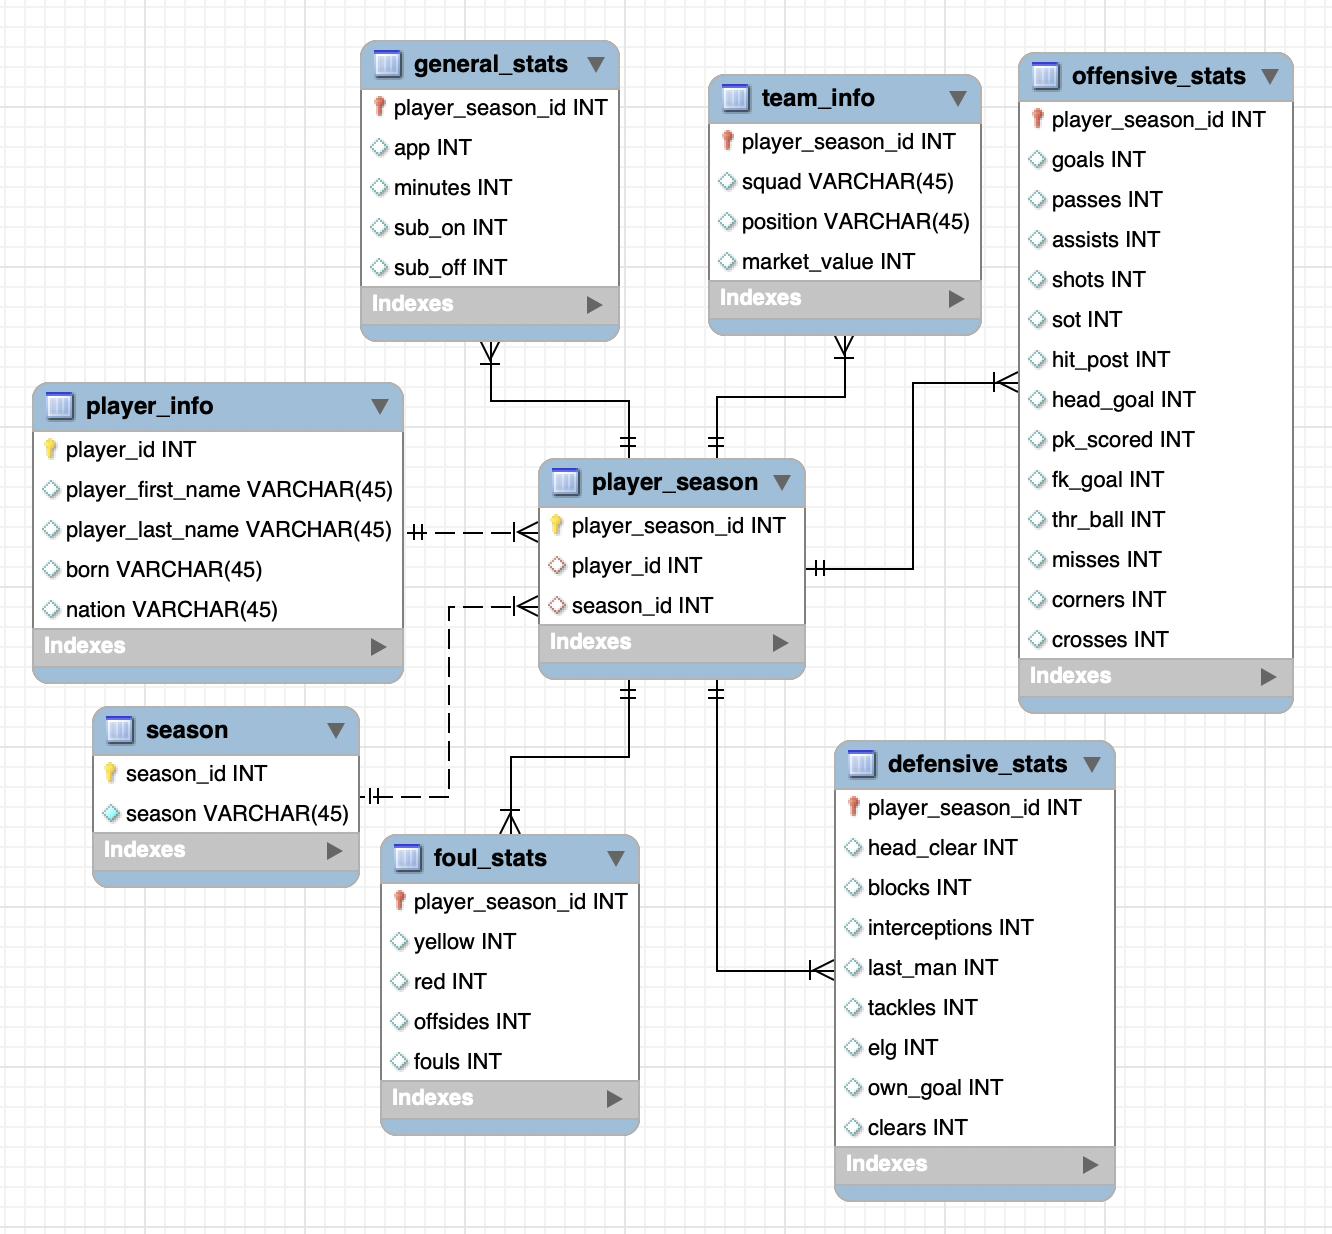 general_stats
player_season_id INT
app INT
minutes INT
sub_on INT
sub_off INT
Indexes
team_info
player_season_id INT
squad VARCHAR(45)
position VARCHAR(45)
market_value INT
Indexes
offensive_stats
player_season_id INT
goals INT
passes INT
assists INT
shots INT
sot INT
hit_post INT
head_goal INT
pk_scored INT
fk_goal INT
thr_ball INT
misses INT
corners INT
crosses INT
Indexes
player_info
player_id INT
player_first_name VARCHAR(45)
player_last_name VARCHAR(45)
born VARCHAR(45)
nation VARCHAR(45)
Indexes
player_season
player_season_id INT
player_id INT
season_id INT
Indexes
season
season_id INT
season VARCHAR(45)
Indexes
foul_stats
player_season_id INT
yellow INT
red INT
offsides INT
fouls INT
Indexes
defensive_stats
player_season_id INT
head_clear INT
blocks INT
interceptions INT
last_man INT
tackles INT
elg INT
own_goal INT
clears INT
Indexes